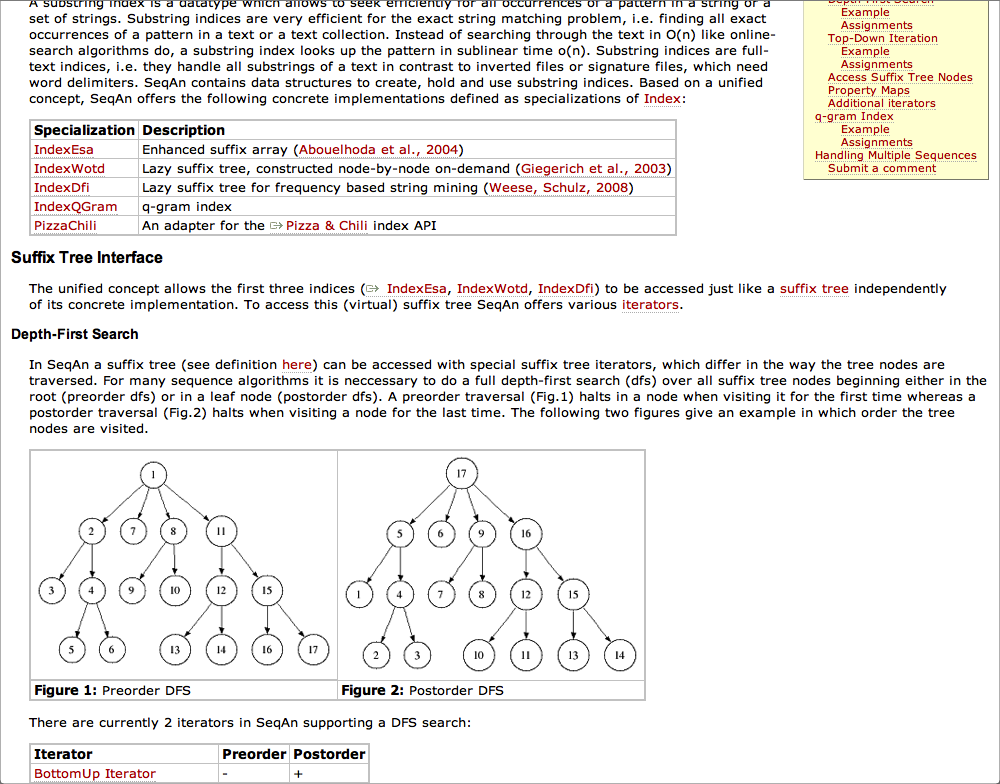 A substring index is a datatype which allows to seek efficiently for all occurrences of a pattern in a string or a
set of strings. Substring indices are very efficient for the exact string matching problem, i.e. finding all exact
occurrences of a pattern in a text or a text collection. Instead of searching through the text in O(n) like online-
search algorithms do, a substring index looks up the pattern in sublinear time o(n). Substring indices are full-
text indices, i.e. they handle all substrings of a text in contrast to inverted files or signature files, which need
word delimiters. SeqAn contains data structures to create, hold and use substring indices. Based on a unified
concept, SeqAn offers the following concrete implementations defined as specializations of Index:
Depth-First Search
Example
Assignments
Top-Down Iteration
Example
Assignments
Access Suffix Tree Nodes
Property Maps
Additional iterators
q-gram Index
Example
Assignments
Handling Multiple Sequences
Submit a comment
Specialization Description
IndexEsa Enhanced suffix array (Abouelhoda et al., 2004)
IndexWotd Lazy suffix tree, constructed node-by-node on-demand (Giegerich et al., 2003)
IndexDfi Lazy suffix tree for frequency based string mining (Weese, Schulz, 2008)
IndexQGram q-gram index
PizzaChili An adapter for the Pizza & Chili index API
Suffix Tree Interface
The unified concept allows the first three indices ( IndexEsa, IndexWotd, IndexDfi) to be accessed just like a suffix tree independently
of its concrete implementation. To access this (virtual) suffix tree SeqAn offers various iterators.
Depth-First Search
In SeqAn a suffix tree (see definition here) can be accessed with special suffix tree iterators, which differ in the way the tree nodes are
traversed. For many sequence algorithms it is neccessary to do a full depth-first search (dfs) over all suffix tree nodes beginning either in the
root (preorder dfs) or in a leaf node (postorder dfs). A preorder traversal (Fig.1) halts in a node when visiting it for the first time whereas a
postorder traversal (Fig.2) halts when visiting a node for the last time. The following two figures give an example in which order the tree
nodes are visited.
1
2 7 8 11
3 4 9 10 12 15
5 6 13 14 16 17
Figure 1: Preorder DFS
17
5 6 9 16
1 4 7 8 12 15
2 3 10 11 13 14
Figure 2: Postorder DFS
There are currently 2 iterators in SeqAn supporting a DFS search:
Iterator Preorder Postorder
BottomUp Iterator - +